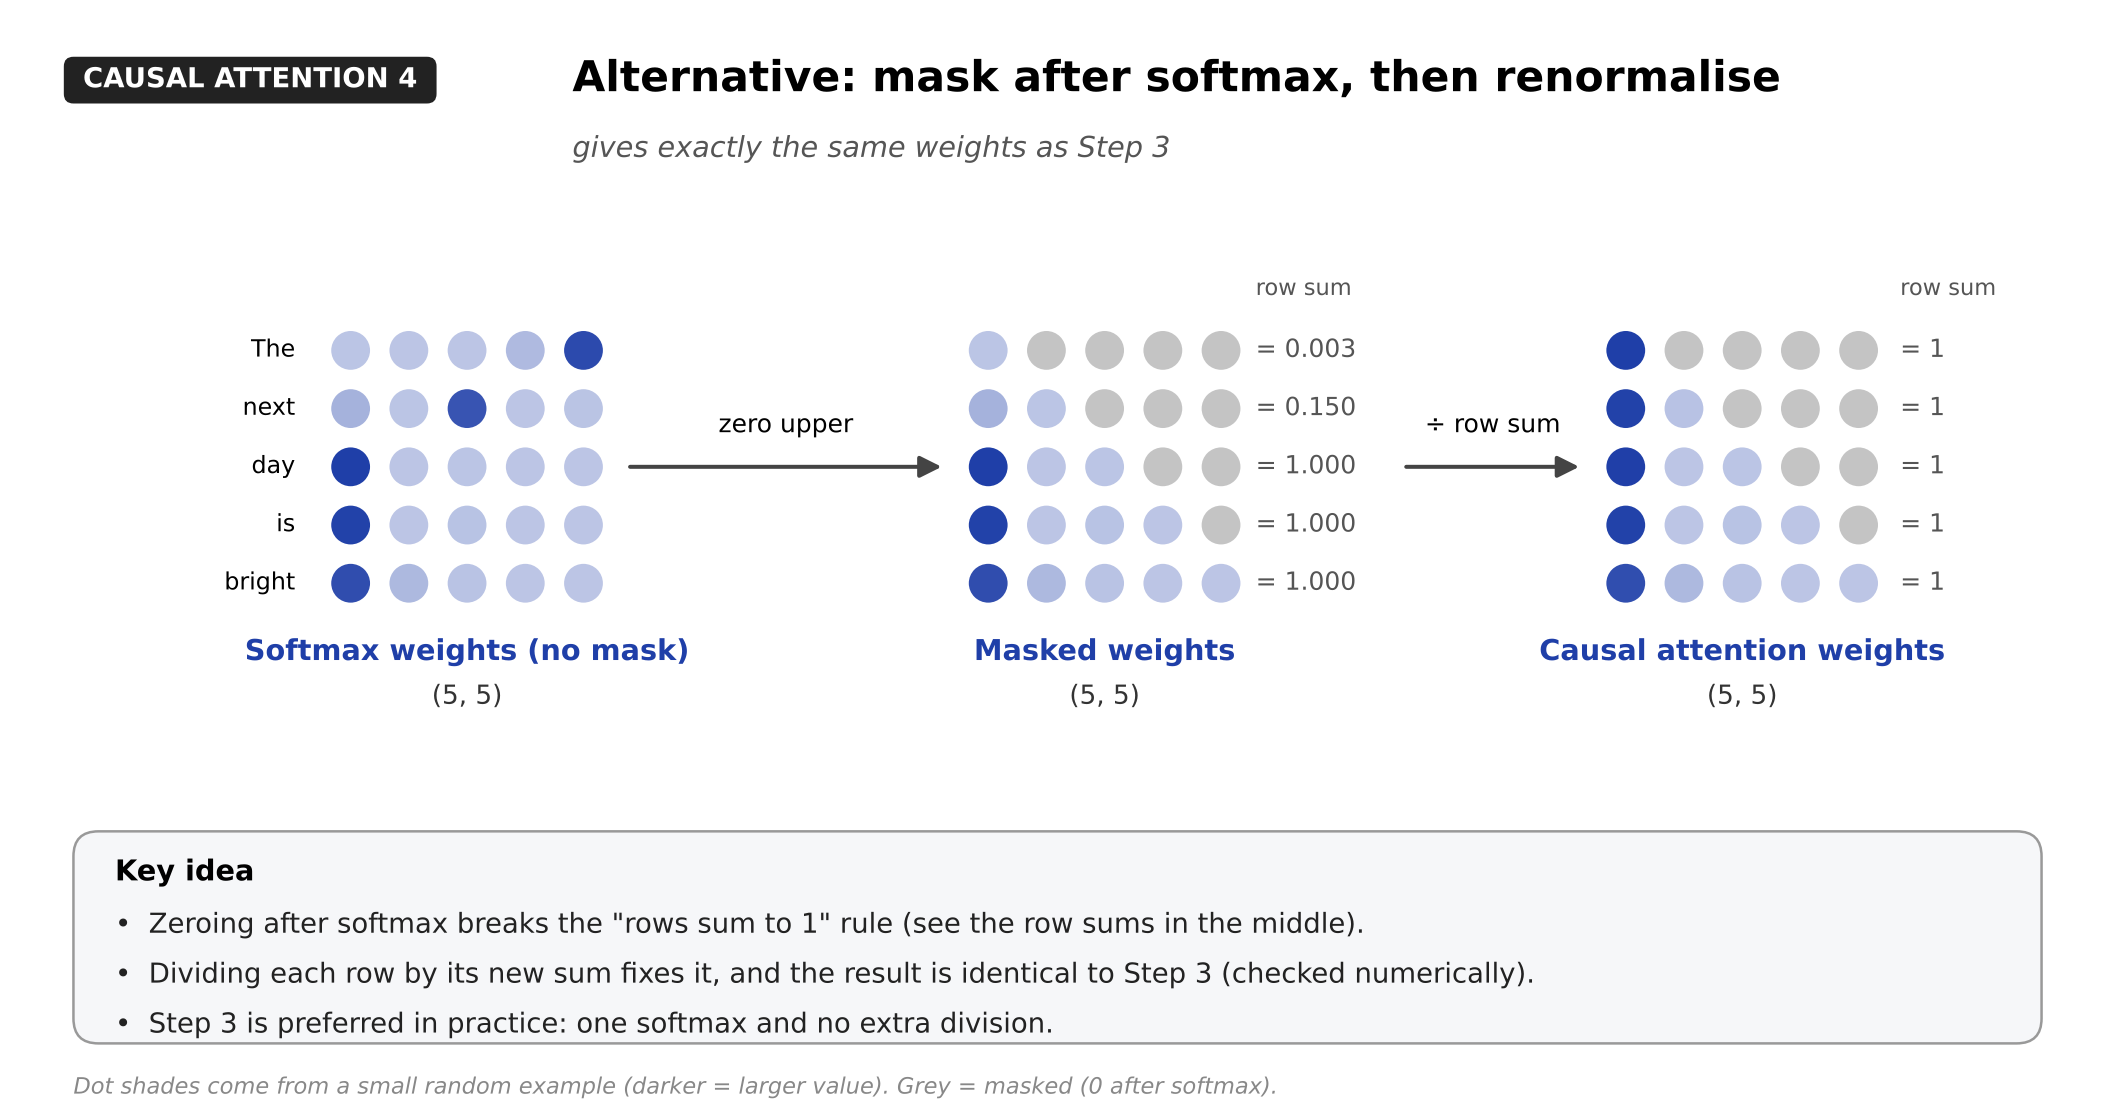 CAUSAL ATTENTION 4
Alternative: mask after softmax, then renormalise
gives exactly the same weights as Step 3
row sum
row sum
The
= 0.003
= 1
next
= 0.150
= 1
zero upper
÷ row sum
day
= 1.000
= 1
is
= 1.000
= 1
bright
= 1.000
= 1
Softmax weights (no mask)
Masked weights
Causal attention weights
(5, 5)
(5, 5)
(5, 5)
Key idea
• Zeroing after softmax breaks the "rows sum to 1" rule (see the row sums in the middle).
• Dividing each row by its new sum fixes it, and the result is identical to Step 3 (checked numerically).
• Step 3 is preferred in practice: one softmax and no extra division.
Dot shades come from a small random example (darker = larger value). Grey = masked (0 after softmax).